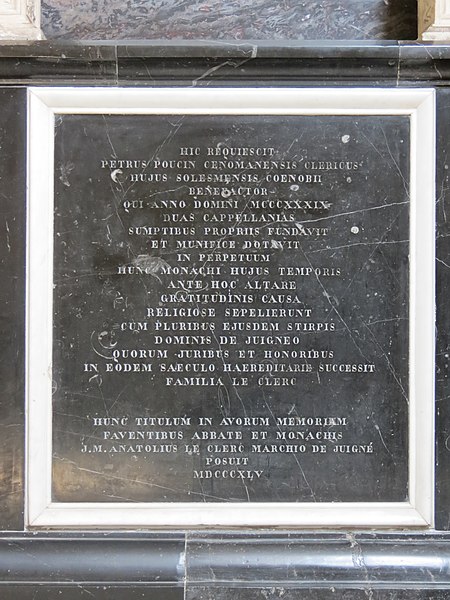 HIC REQUIESCIT
PETRUS POUCIN CENOMANENSIS CLERICUS
HUJUS SOLESMENSIS COENOBII
BENEFACTOR
QUI ANNO DOMINI MCCCXXXIX
DUAS CAPPELLANIAS
SUMPTIBUS PROPRIIS FUNDAVIT
ET MUNIFICE DOTAVIT
IN PERPETUUM
HUNC MONACHI HUJUS TEMPORIS
ANTE HOC ALTARE
GRATITUDINIS CAUSA
RELIGIOSE SEPELIERUNT
CUM PLURIBUS EJUSDEM STIRPIS
DOMINIS DE JUIGNEO
QUORUM JURIBUS ET HONORIBUS
IN EODEM SAECULO HAEREDITARIE SUCCESSIT
FAMILIA LE CLERC
HUNC TITULUM IN AVORUM MEMORIAM
FAVENTIBUS ABBATE ET MONACHIS
J.M. ANATOLIUS LE CLERC MARCHIO DE JUIGNÉ
POSUIT
MDCCCXLV